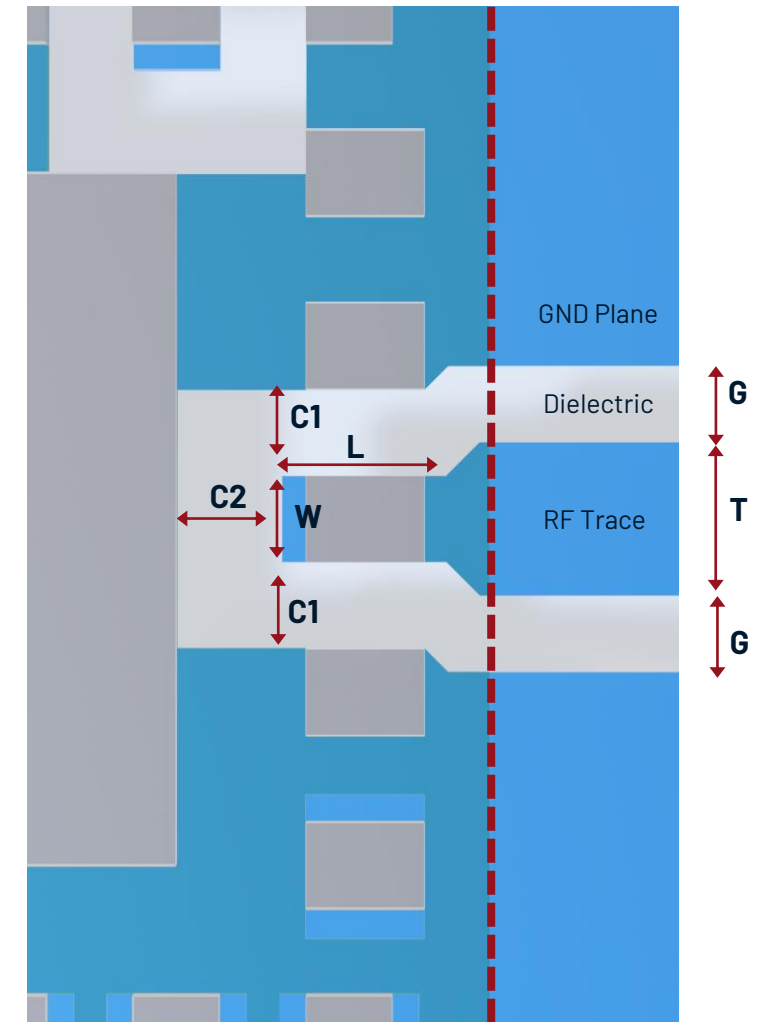 GND Plane
G
Dielectric
C1
L
T
C2
W
RF Trace
C1
G